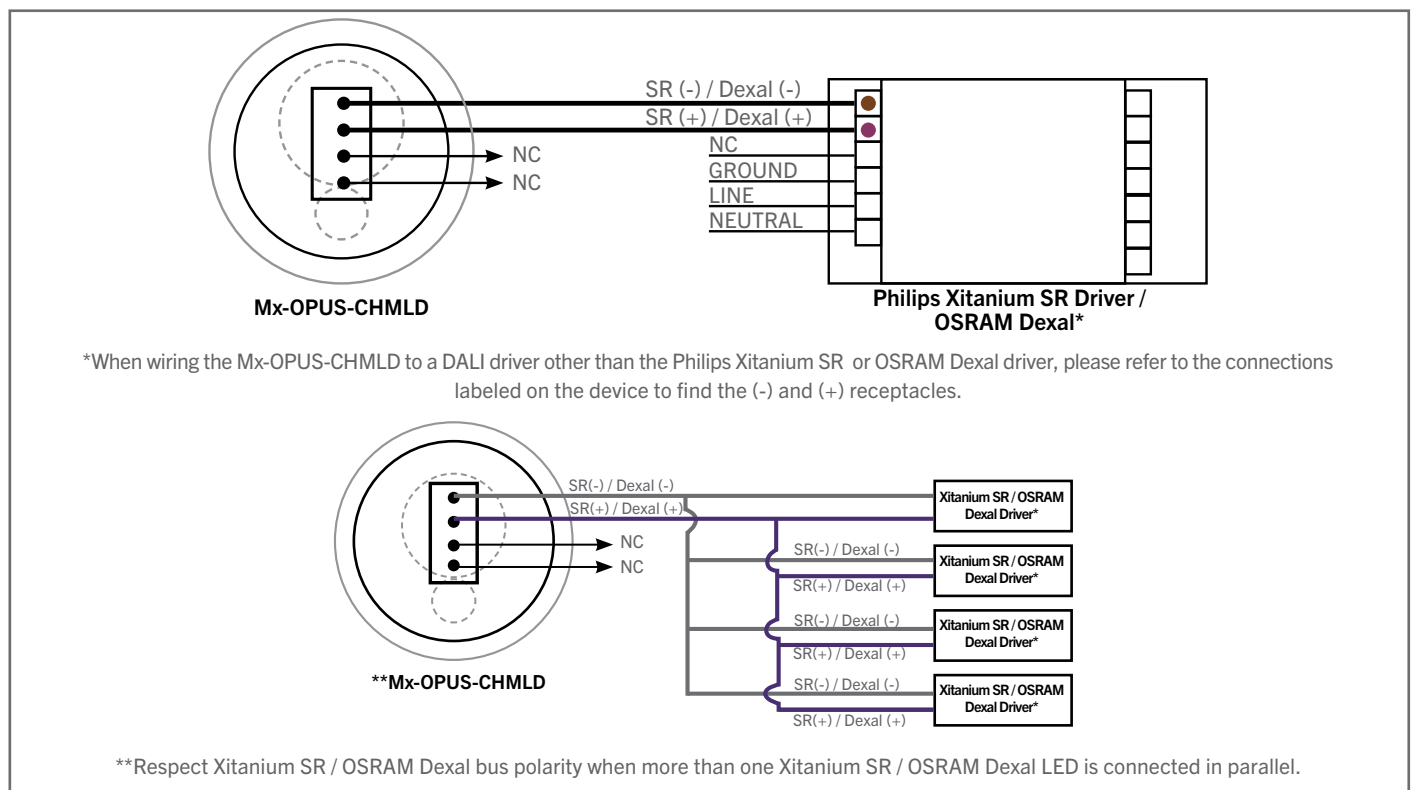 SR (-) / Dexal (-)
SR (+) / Dexal (+)
NC
NC
NC
GROUND
LINE
NEUTRAL
Mx-OPUS-CHMLD
Philips Xitanium SR Driver /
OSRAM Dexal*
*When wiring the Mx-OPUS-CHMLD to a DALI driver other than the Philips Xitanium SR or OSRAM Dexal driver, please refer to the connections
labeled on the device to find the (-) and (+) receptacles.
SR(-) / Dexal (-)
SR(+) / Dexal (+)
NC
NC
Xitanium SR / OSRAM
Dexal Driver*
SR(-) / Dexal (-)
SR(+) / Dexal (+)
Xitanium SR / OSRAM
Dexal Driver*
SR(-) / Dexal (-)
SR(+) / Dexal (+)
Xitanium SR / OSRAM
Dexal Driver*
SR(-) / Dexal (-)
SR(+) / Dexal (+)
Xitanium SR / OSRAM
Dexal Driver*
**Mx-OPUS-CHMLD
**Respect Xitanium SR / OSRAM Dexal bus polarity when more than one Xitanium SR / OSRAM Dexal LED is connected in parallel.